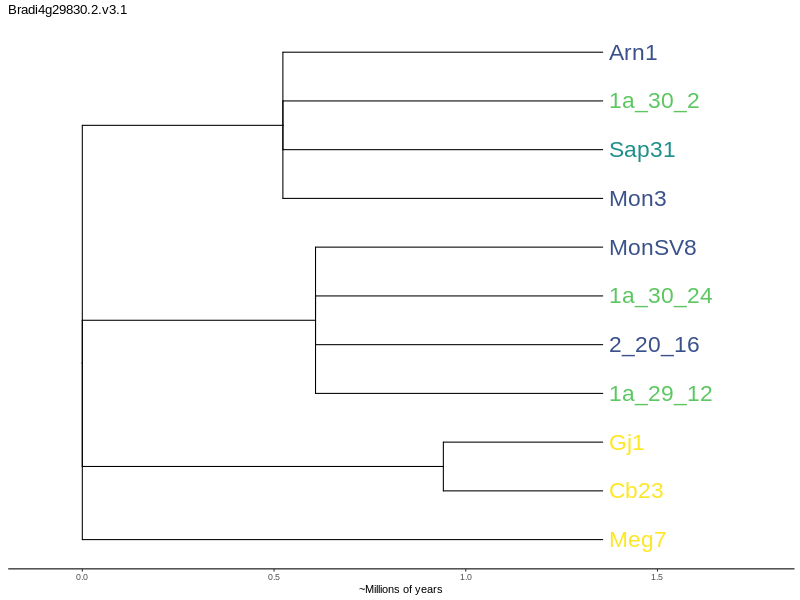 Bradi4g29830.2.v3.1
Arn1
1a_30_2
Sap31
Mon3
MonSV8
1a_30_24
2_20_16
1a_29_12
Gj1
Cb23
Meg7
0.0 0.5 1.0 1.5
~Millions of years